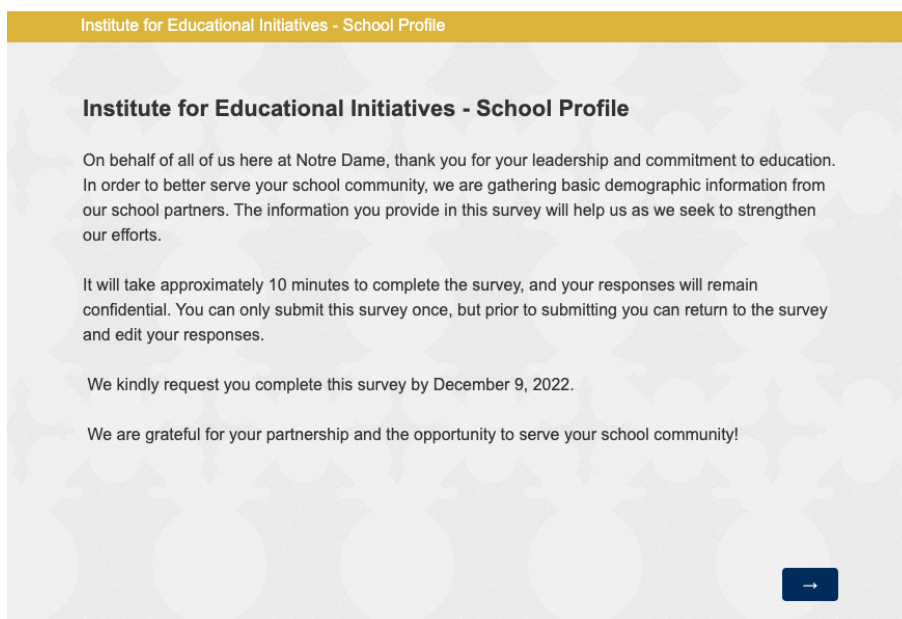 Institute for Educational Initiatives - School Profile
Institute for Educational Initiatives - School Profile
On behalf of all of us here at Notre Dame, thank you for your leadership and commitment to education.
In order to better serve your school community, we are gathering basic demographic information from
our school partners. The information you provide in this survey will help us as we seek to strengthen
our efforts.
It will take approximately 10 minutes to complete the survey, and your responses will remain
confidential. You can only submit this survey once, but prior to submitting you can return to the survey
and edit your responses.
We kindly request you complete this survey by December 9, 2022.
We are grateful for your partnership and the opportunity to serve your school community!
→